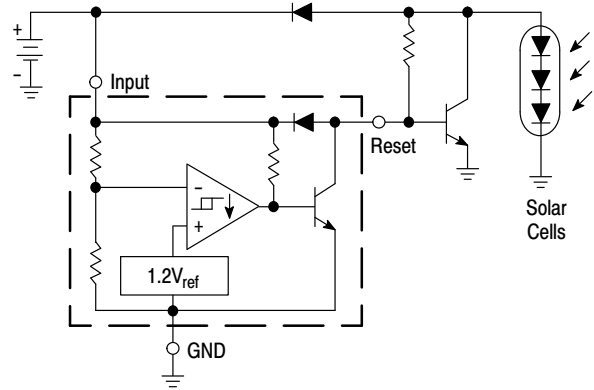 +
-
Input
Reset
Solar
Cells
-
+
1.2Vref
GND